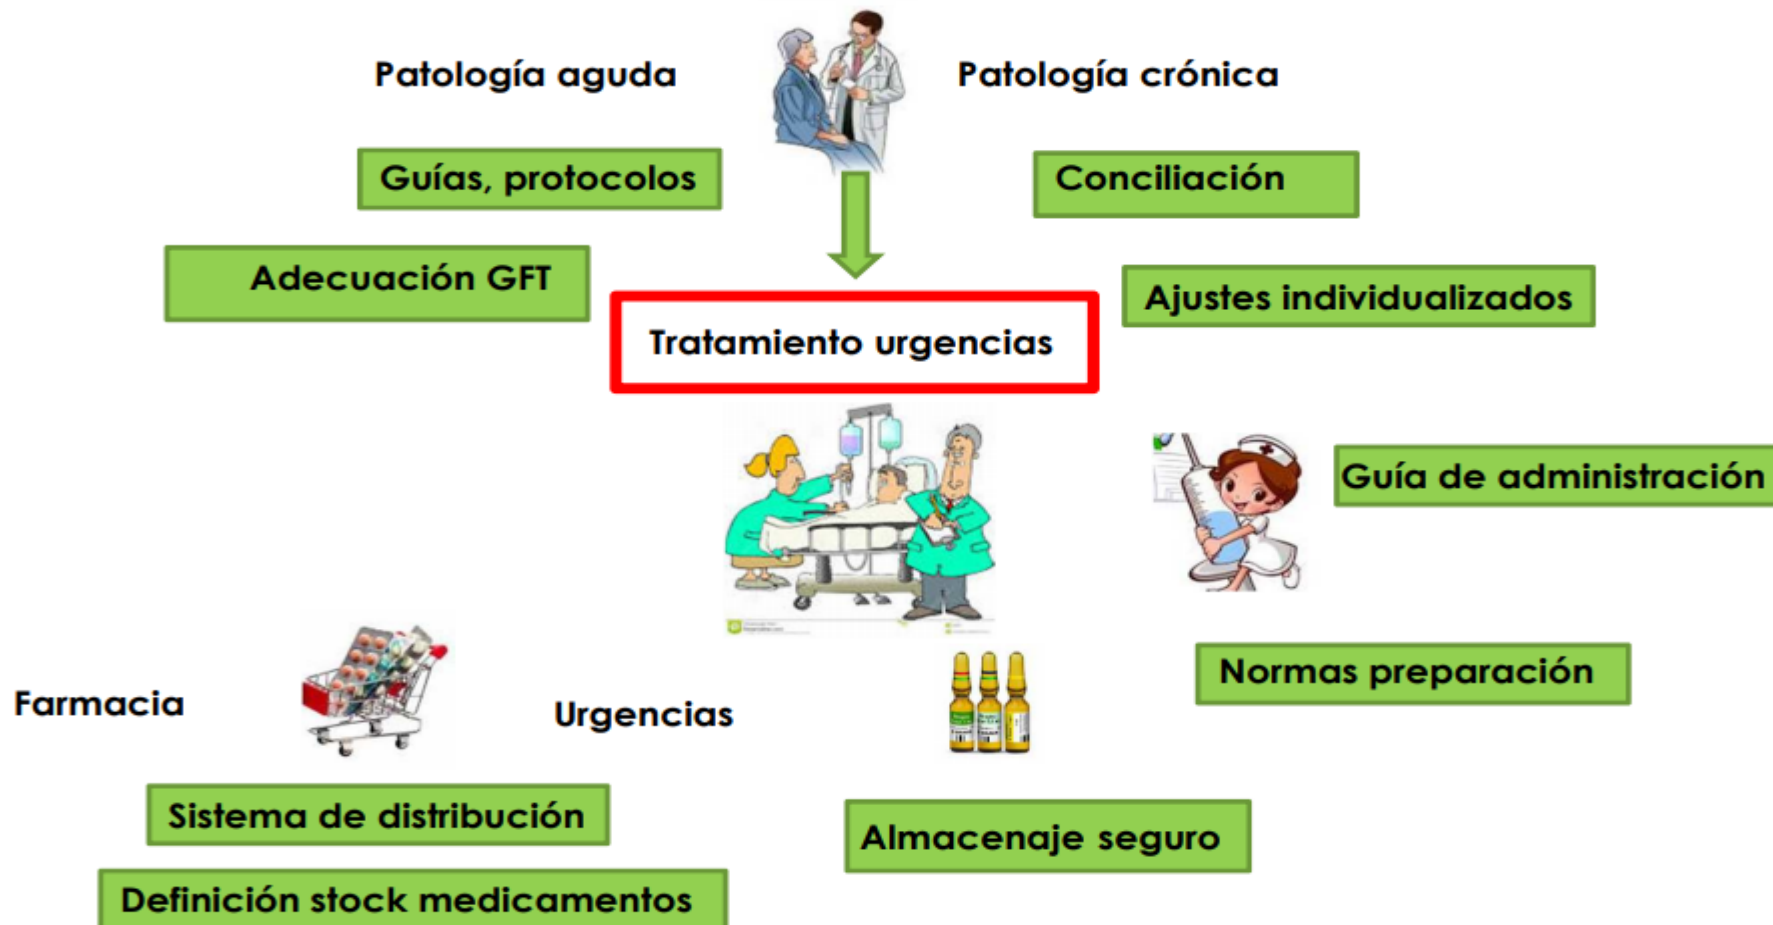 Patología aguda
Patología crónica
Guías, protocolos
Conciliación
Adecuación GFT
Ajustes individualizados
Tratamiento urgencias
Guía de administración
Normas preparación
Farmacia
Urgencias
Sistema de distribución
Almacenaje seguro
Definición stock medicamentos